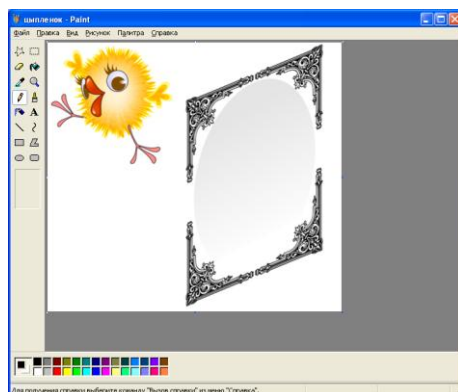 цыпленок - Paint
Файл Правка Вид Рисунок Палитра Справка
A
Для получения справки выберите команду "Вызов справки" из меню "Справка".